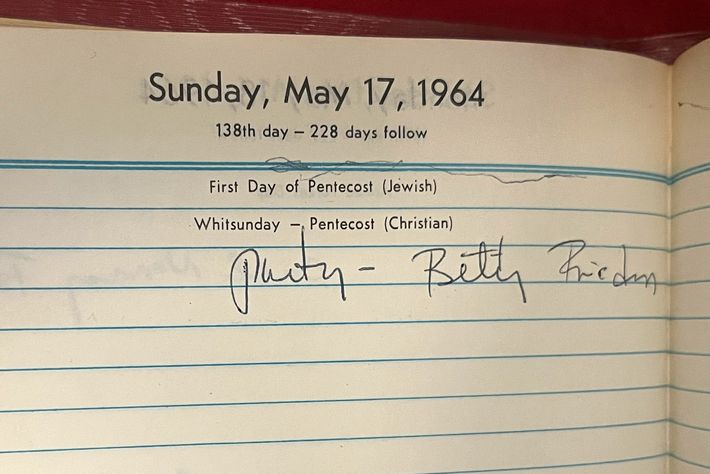 Sunday, May 17, 1964
138th day – 228 days follow
First Day of Pentecost (Jewish)
Whitsunday – Pentecost (Christian)
Party - Betty Friedan